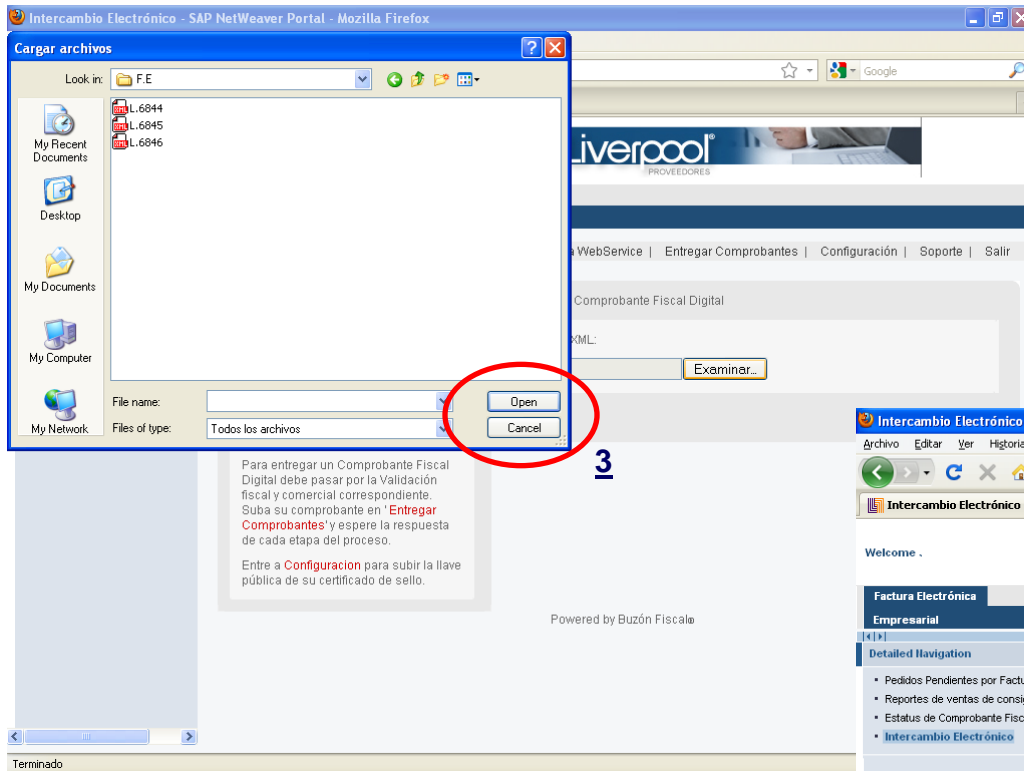 Intercambio Electrónico - SAP NetWeaver Portal - Mozilla Firefox
Cargar archivos
Look in: F.E
L.6844
L.6845
L.6846
My Recent
Documents
Desktop
My Documents
My Computer
My Network
File name:
Open
Files of type: Todos los archivos
Cancel
Google
Liverpool
PROVEEDORES
WebService | Entregar Comprobantes | Configuración | Soporte | Salir
Comprobante Fiscal Digital
XML:
Examinar...
3
Para entregar un Comprobante Fiscal
Digital debe pasar por la Validación
fiscal y comercial correspondiente.
Suba su comprobante en 'Entregar
Comprobantes' y espere la respuesta
de cada etapa del proceso.
Entre a Configuracion para subir la llave
pública de su certificado de sello.
Powered by Buzón Fiscal
Terminado
Intercambio Electrónico
Archivo Editar Ver Historia
Intercambio Electrónico
Welcome .
Factura Electrónica
Empresarial
Detailed Navigation
Pedidos Pendientes por Factu
Reportes de ventas de consi
Estatus de Comprobante Fisc
Intercambio Electrónico